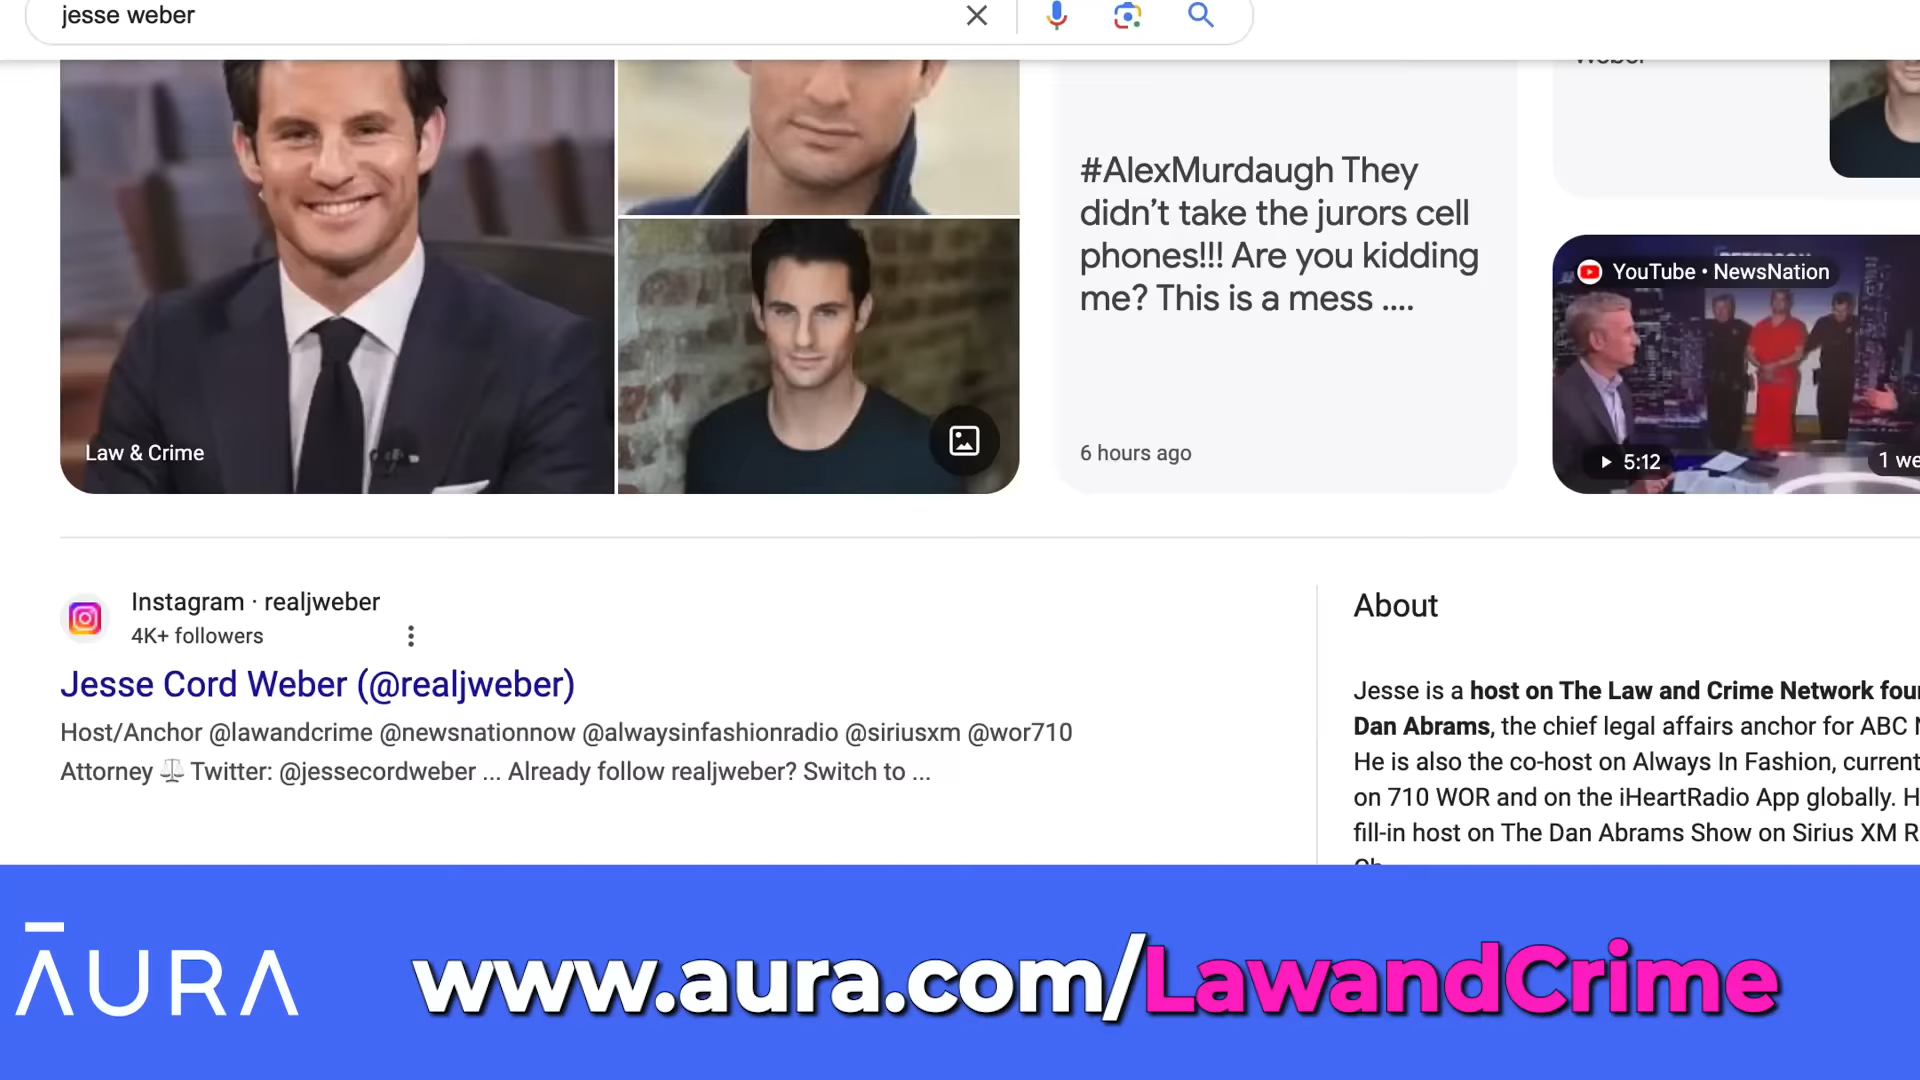 jesse weber
Weber
Law & Crime
#AlexMurdaugh They
didn’t take the jurors cell
phones!!! Are you kidding
me? This is a mess ....
6 hours ago
YouTube • NewsNation
5:12
1 we
Instagram · realjweber
4K+ followers
Jesse Cord Weber (@realjweber)
Host/Anchor @lawandcrime @newsnationnow @alwaysinfashionradio @siriusxm @wor710
Attorney ⚖️ Twitter: @jessecordweber ... Already follow realjweber? Switch to ...
About
Jesse is a host on The Law and Crime Network fou
Dan Abrams, the chief legal affairs anchor for ABC N
He is also the co-host on Always In Fashion, current
on 710 WOR and on the iHeartRadio App globally. H
fill-in host on The Dan Abrams Show on Sirius XM R
ĀURA
www.aura.com/LawandCrime